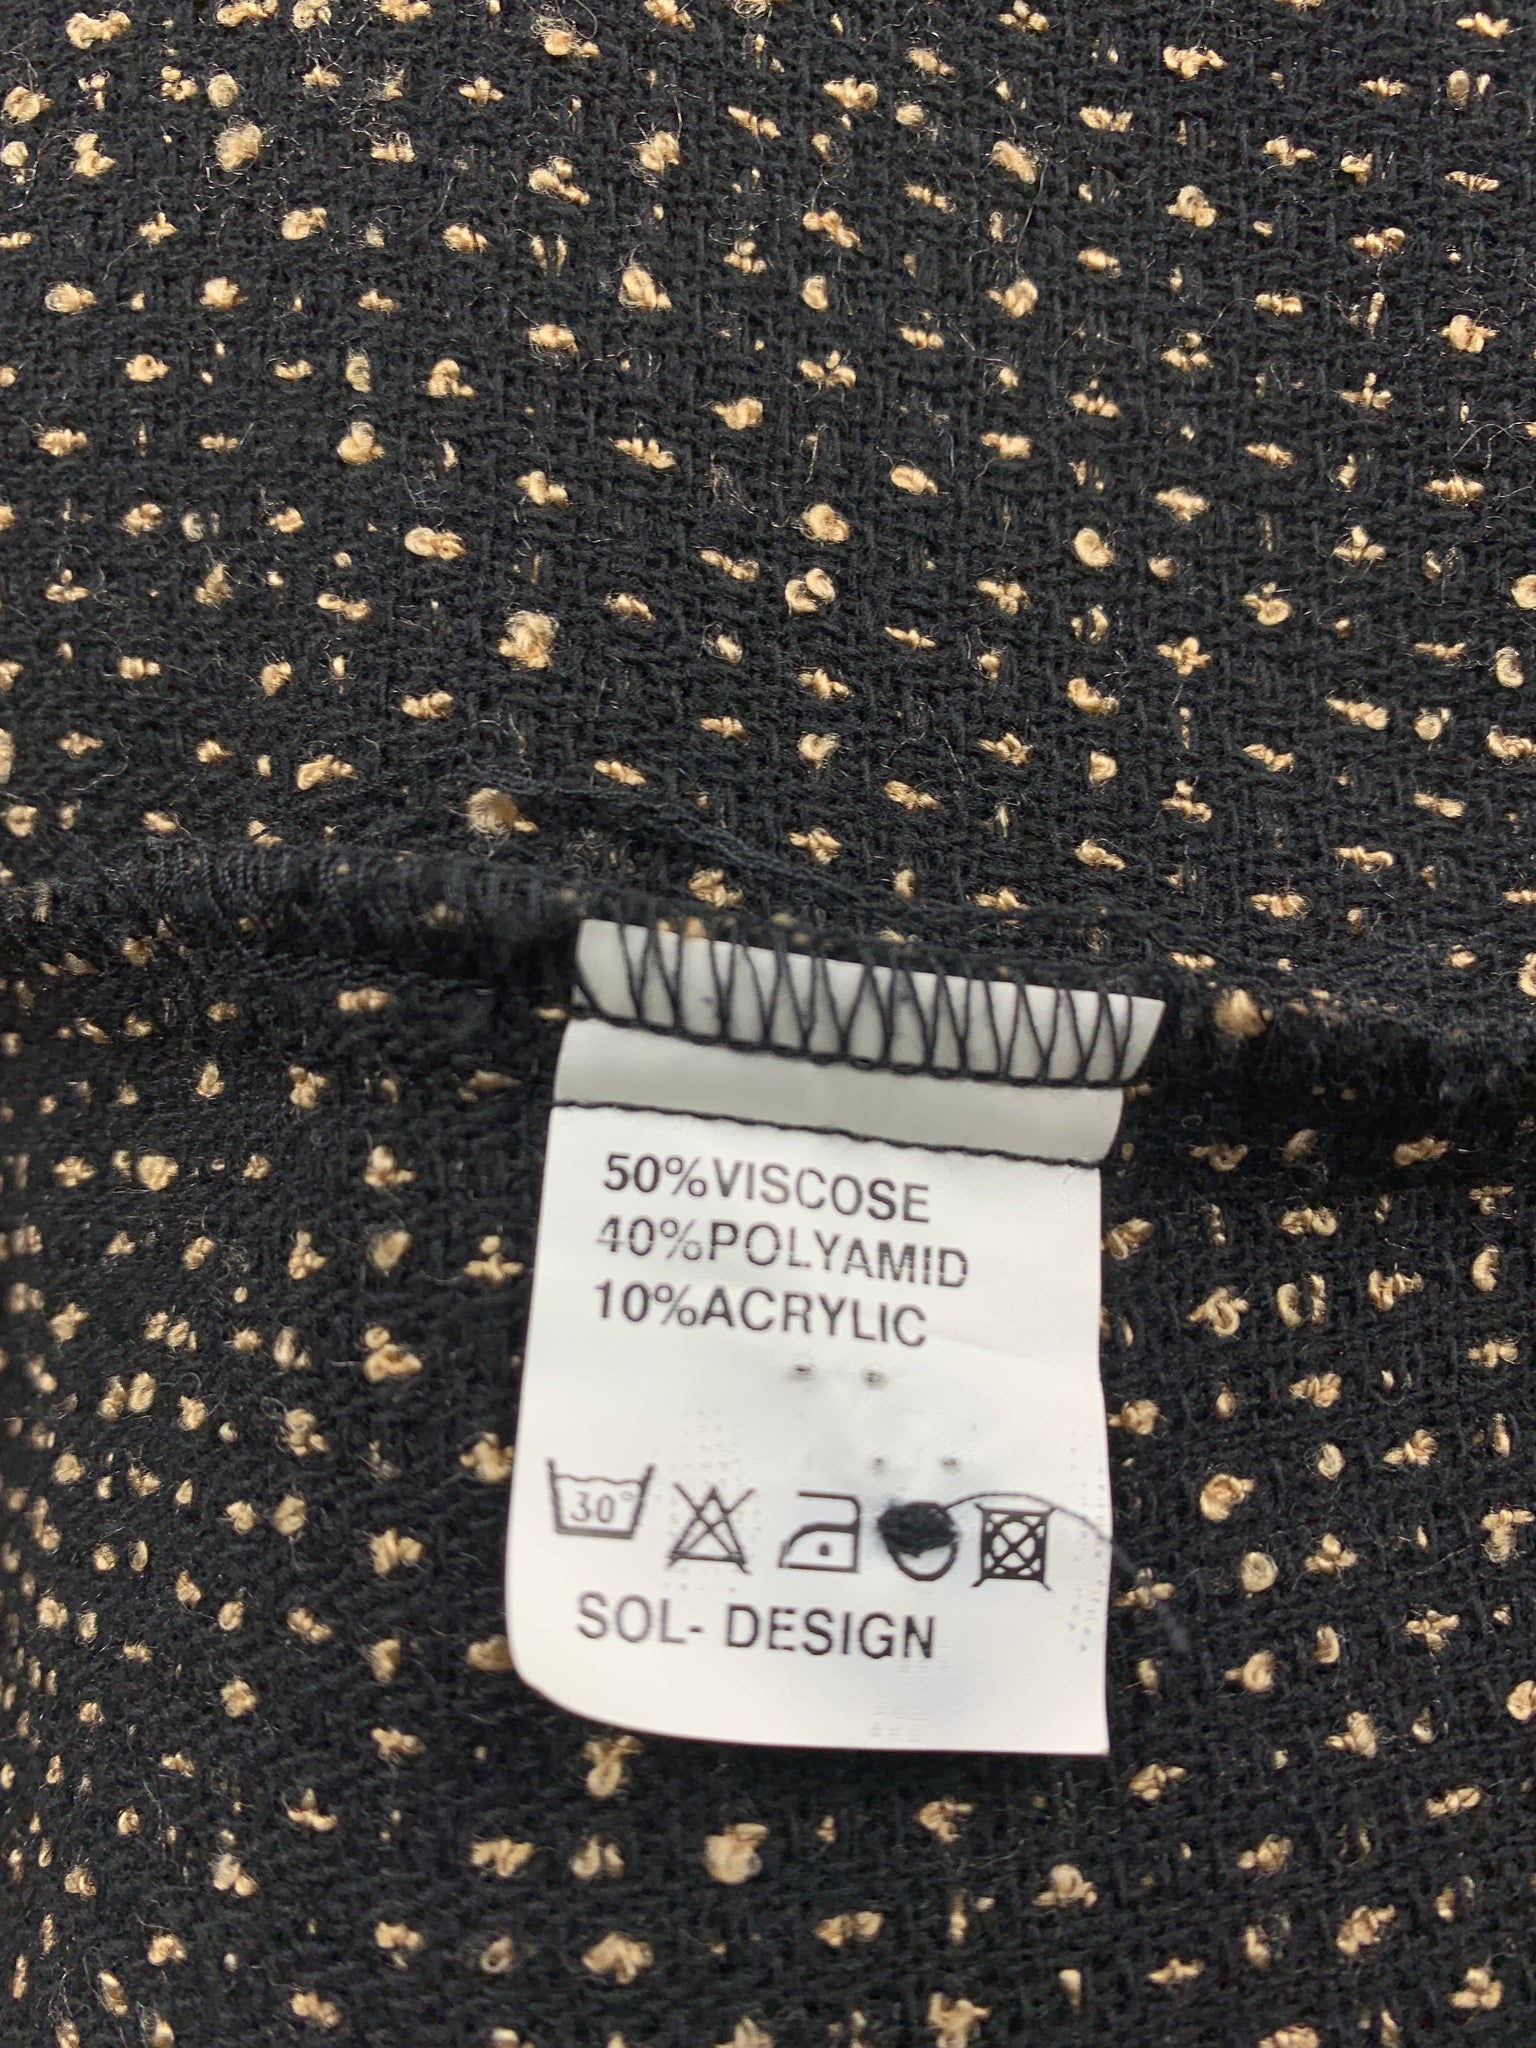 50%VISCOSE
40%POLYAMID
10%ACRYLIC
30°
SOL- DESIGN